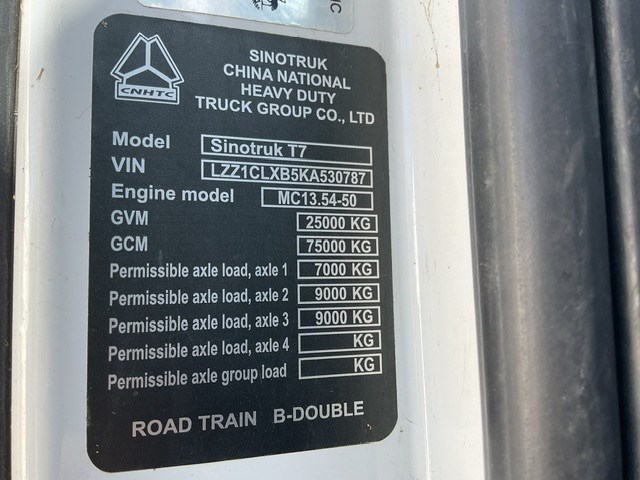 SINOTRUK
CHINA NATIONAL
HEAVY DUTY
TRUCK GROUP CO., LTD
CNHTC
Model Sinotruk T7
VIN LZZ1CLXB5KA530787
Engine model MC13.54-50
GVM 25000 KG
GCM 75000 KG
Permissible axle load, axle 1 7000 KG
Permissible axle load, axle 2 9000 KG
Permissible axle load, axle 3 9000 KG
Permissible axle load, axle 4 KG
Permissible axle group load KG
ROAD TRAIN B-DOUBLE